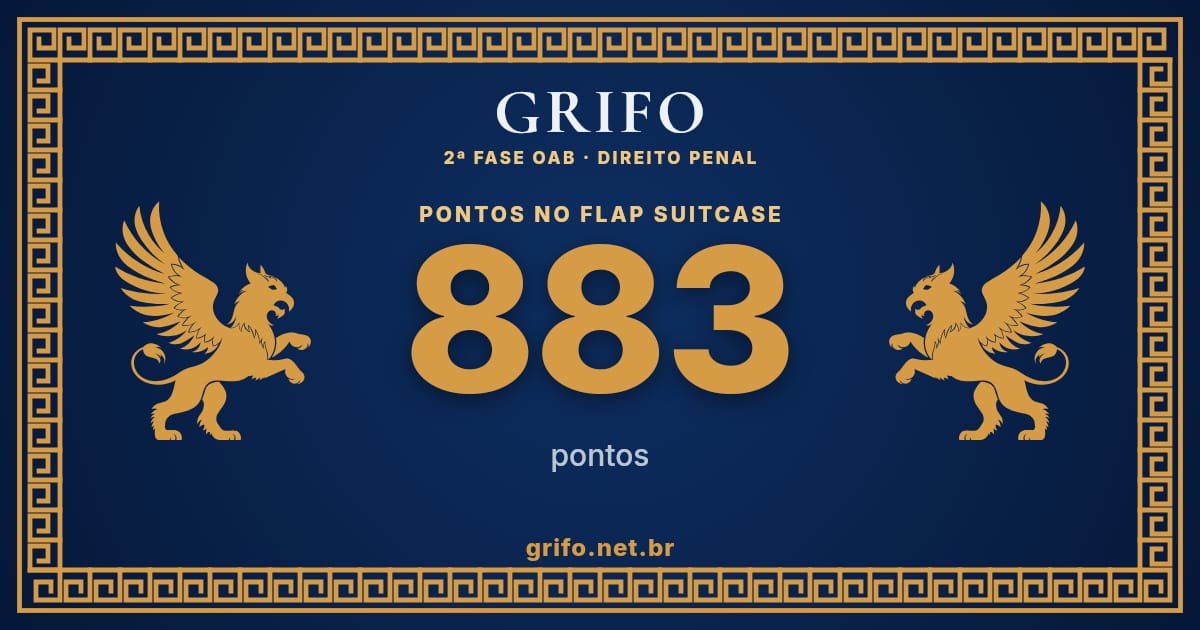 GRIFO
2ª FASE OAB · DIREITO PENAL
PONTOS NO FLAP SUITCASE
883
pontos
grifo.net.br